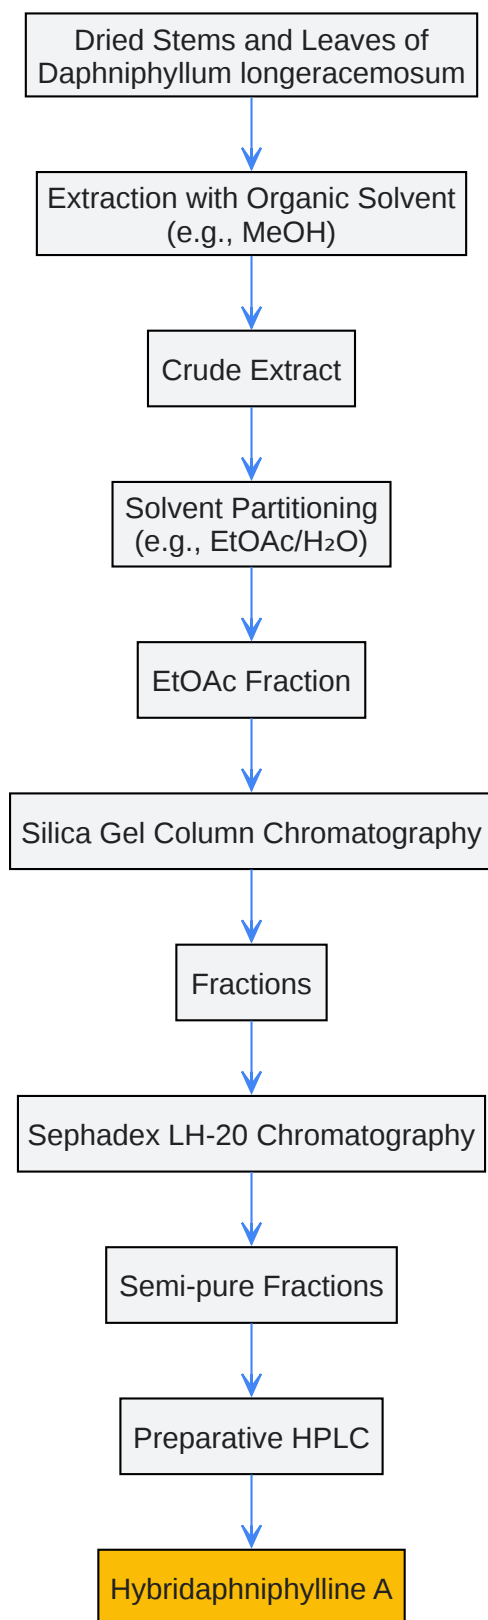 Dried Stems and Leaves of
Daphniphyllum longeracemosum
Extraction with Organic Solvent
(e.g., MeOH)
Crude Extract
Solvent Partitioning
(e.g., EtOAc/H₂O)
EtOAc Fraction
Silica Gel Column Chromatography
Fractions
Sephadex LH-20 Chromatography
Semi-pure Fractions
Preparative HPLC
Hybridaphniphylline A